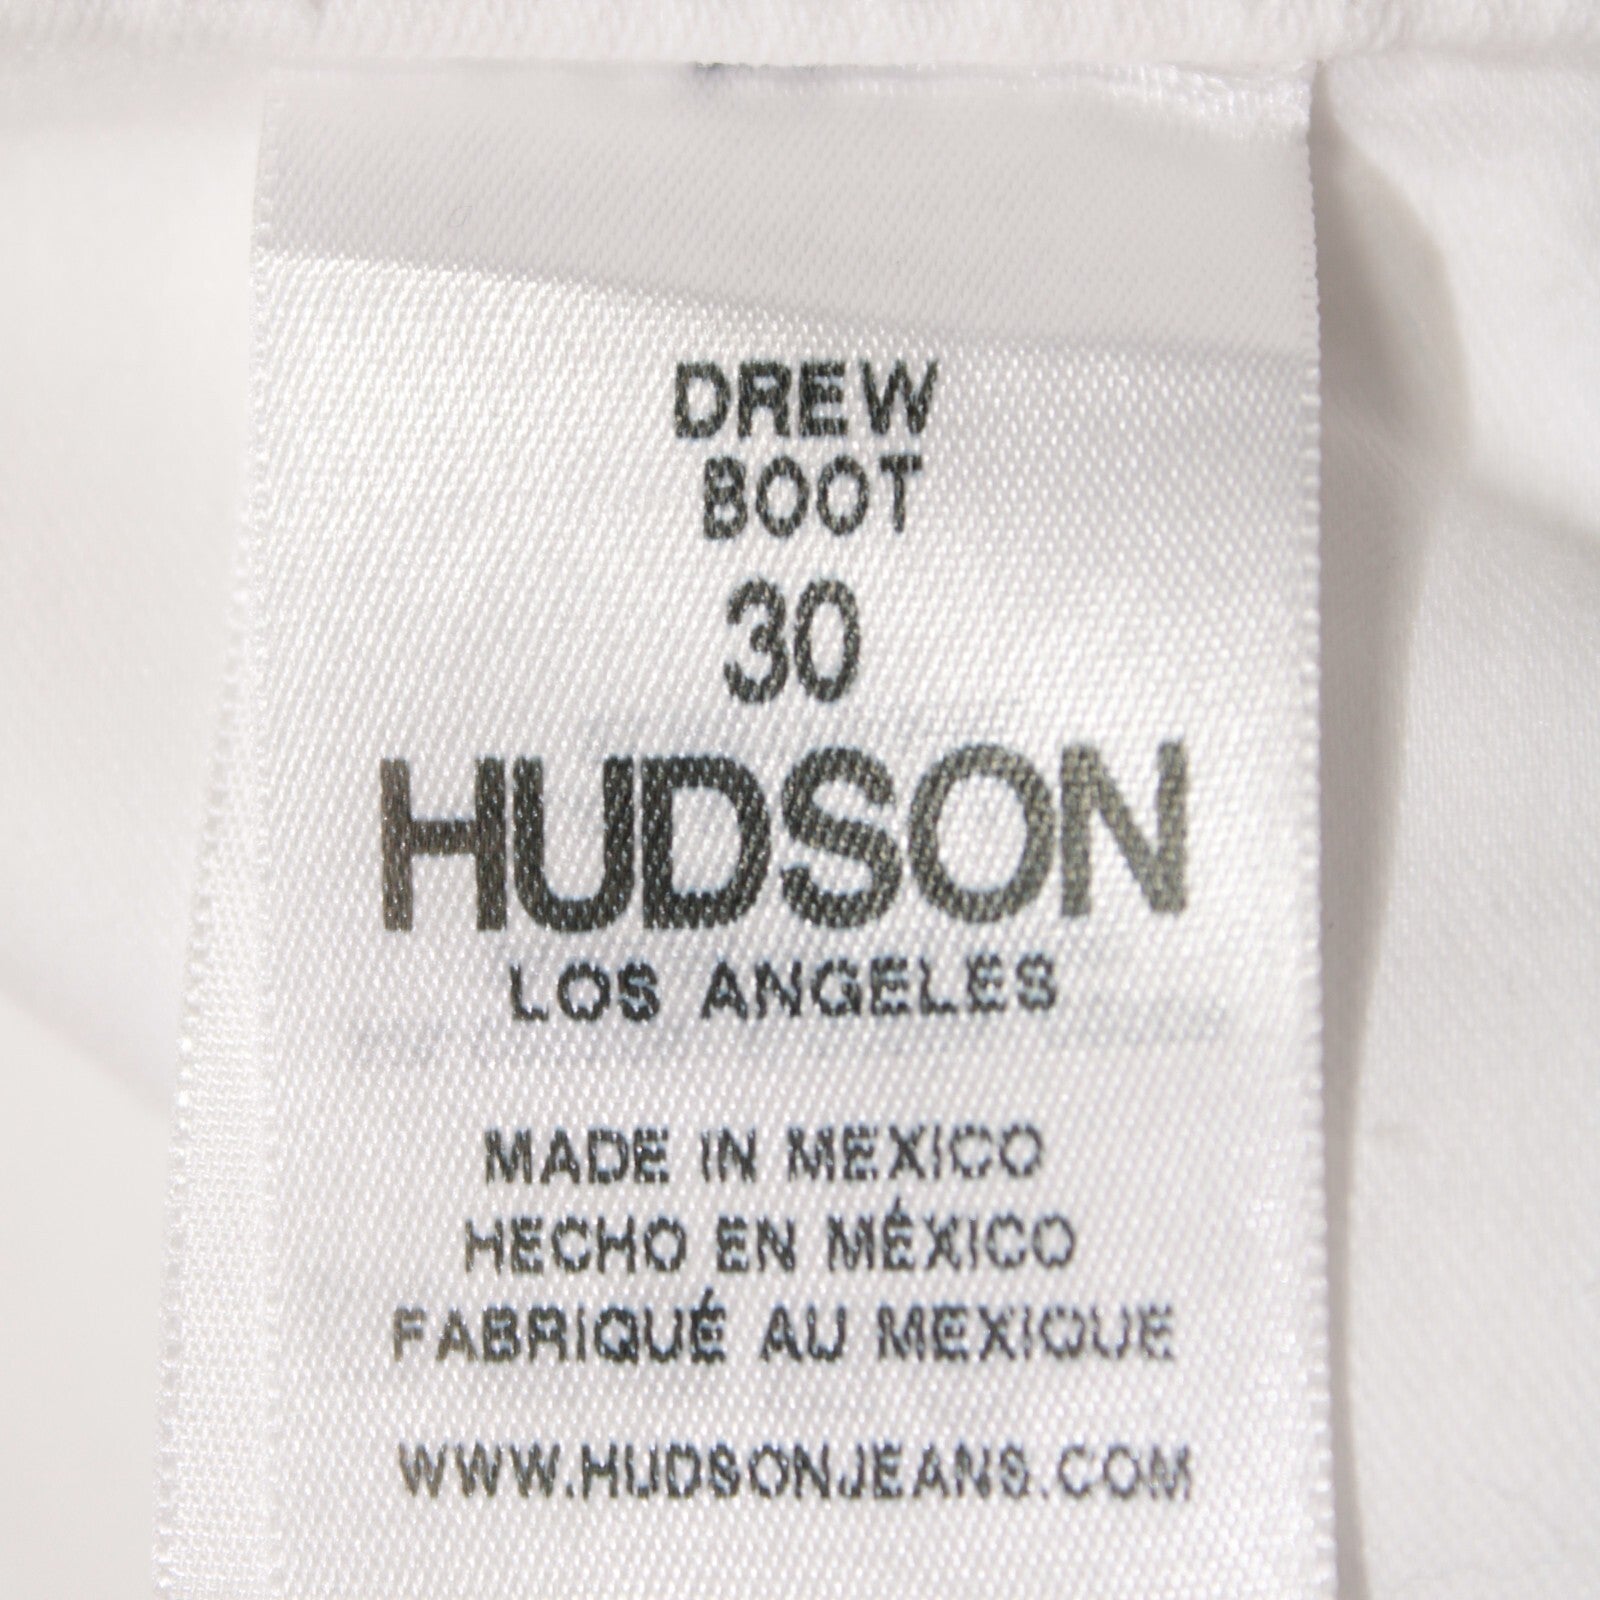 DREW
BOOT
30
HUDSON
LOS ANGELES
MADE IN MEXICO
HECHO EN MÉXICO
FABRIQUÉ AU MEXIQUE
WWW.HUDSONJEANS.COM